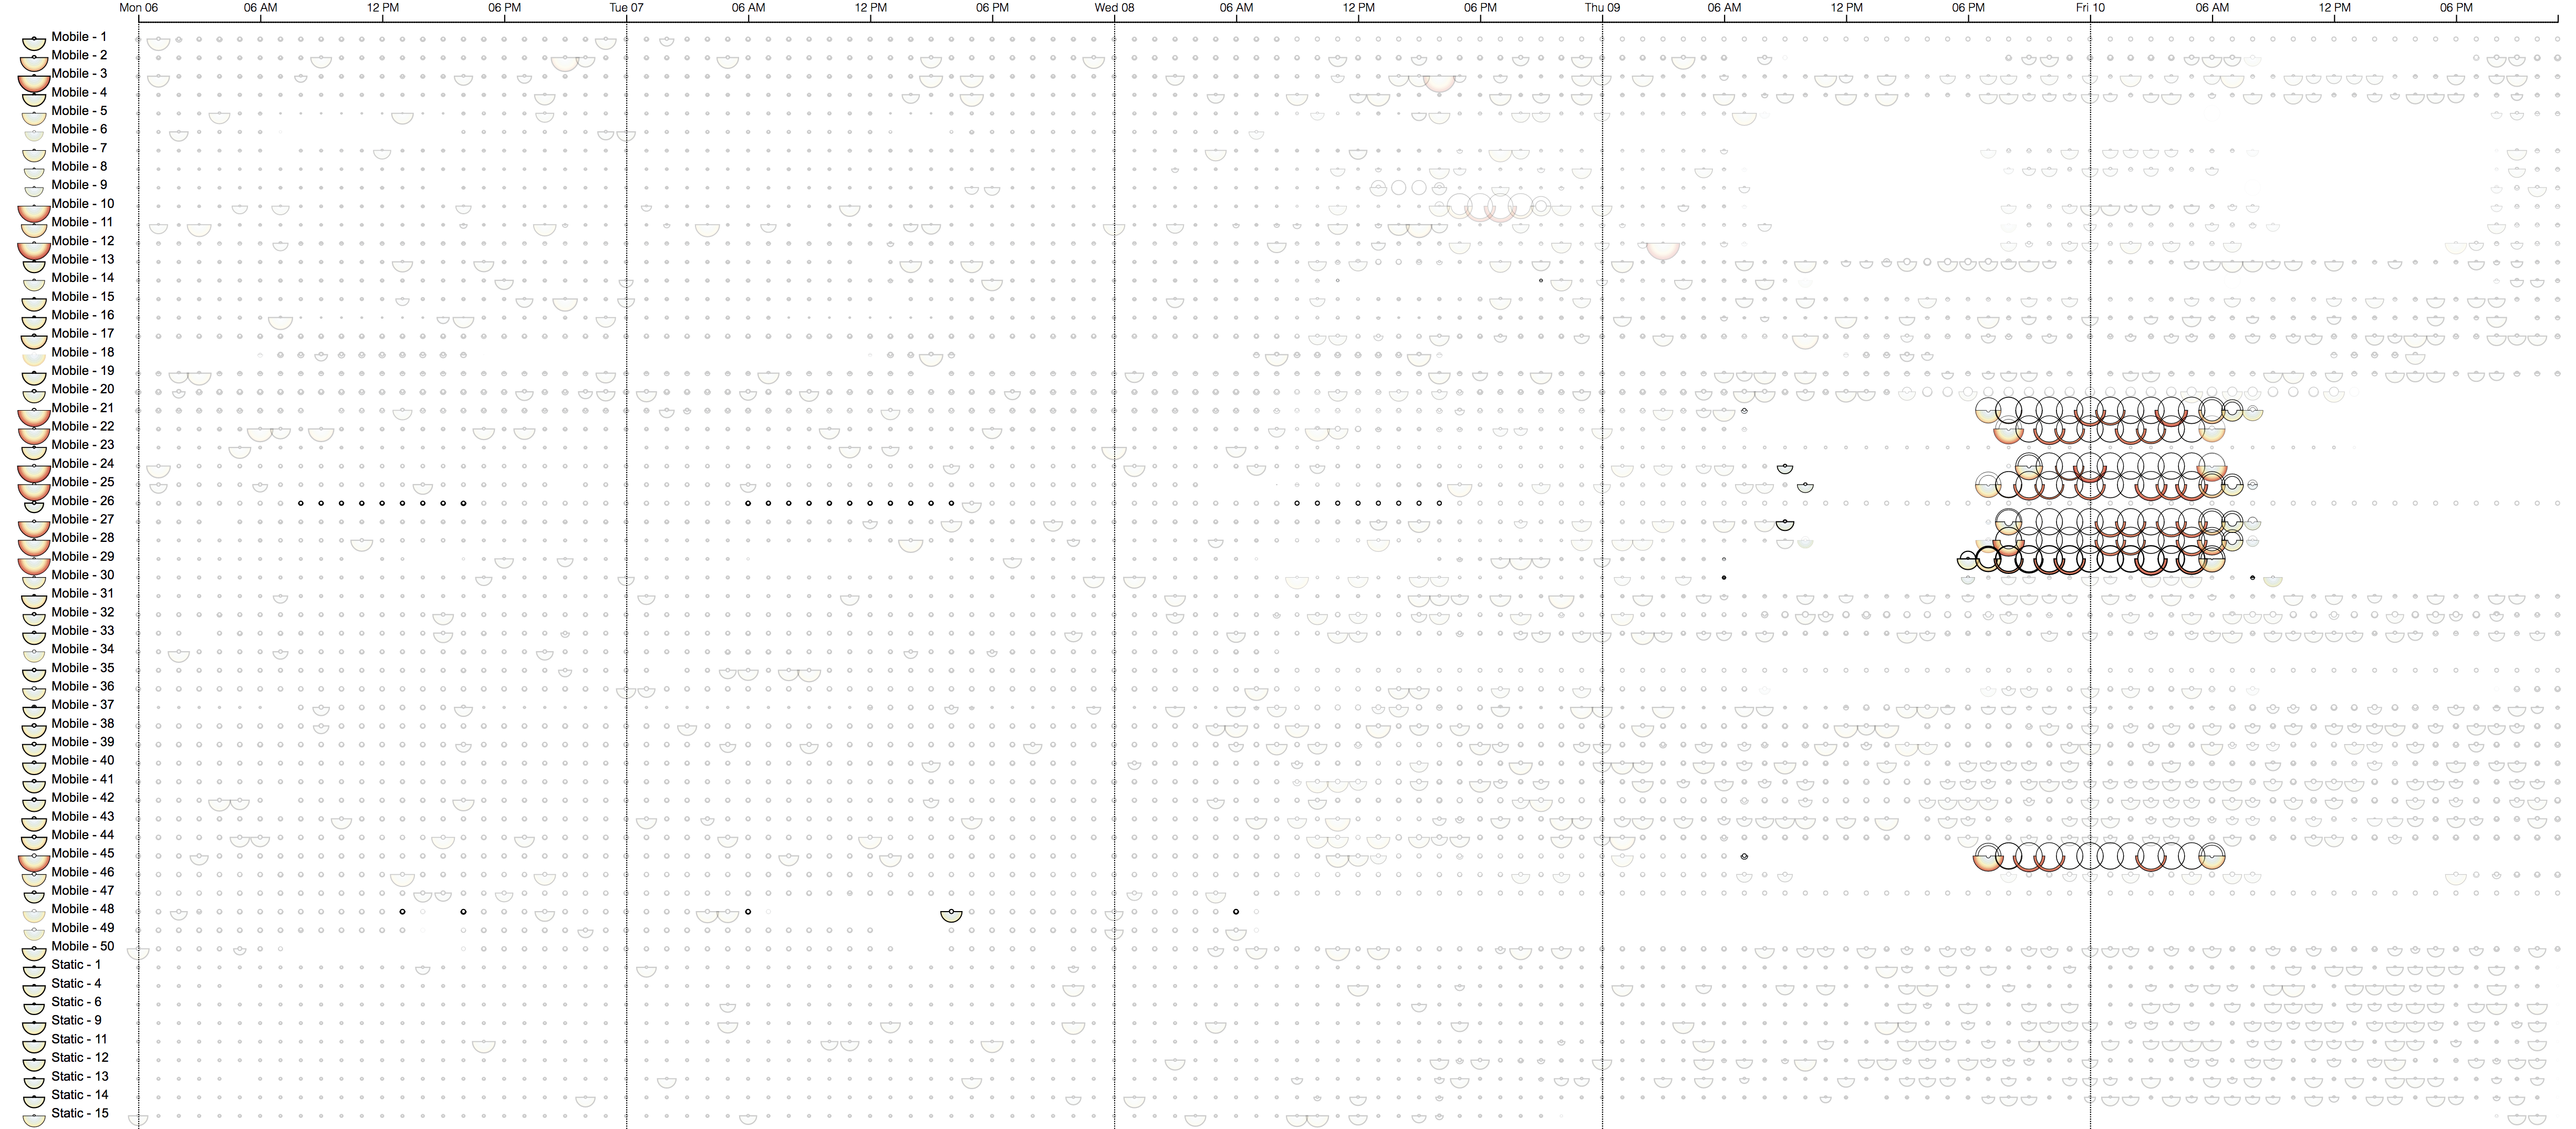 Mon 06 06 AM 12 PM 06 PM Tue 07 06 AM 12 PM 06 PM Wed 08 06 AM 12 PM 06 PM Thu 09 06 AM 12 PM 06 PM Fri 10 06 AM 12 PM 06 PM
Mobile - 1
Mobile - 2
Mobile - 3
Mobile - 4
Mobile - 5
Mobile - 6
Mobile - 7
Mobile - 8
Mobile - 9
Mobile - 10
Mobile - 11
Mobile - 12
Mobile - 13
Mobile - 14
Mobile - 15
Mobile - 16
Mobile - 17
Mobile - 18
Mobile - 19
Mobile - 20
Mobile - 21
Mobile - 22
Mobile - 23
Mobile - 24
Mobile - 25
Mobile - 26
Mobile - 27
Mobile - 28
Mobile - 29
Mobile - 30
Mobile - 31
Mobile - 32
Mobile - 33
Mobile - 34
Mobile - 35
Mobile - 36
Mobile - 37
Mobile - 38
Mobile - 39
Mobile - 40
Mobile - 41
Mobile - 42
Mobile - 43
Mobile - 44
Mobile - 45
Mobile - 46
Mobile - 47
Mobile - 48
Mobile - 49
Mobile - 50
Static - 1
Static - 4
Static - 6
Static - 9
Static - 11
Static - 12
Static - 13
Static - 14
Static - 15